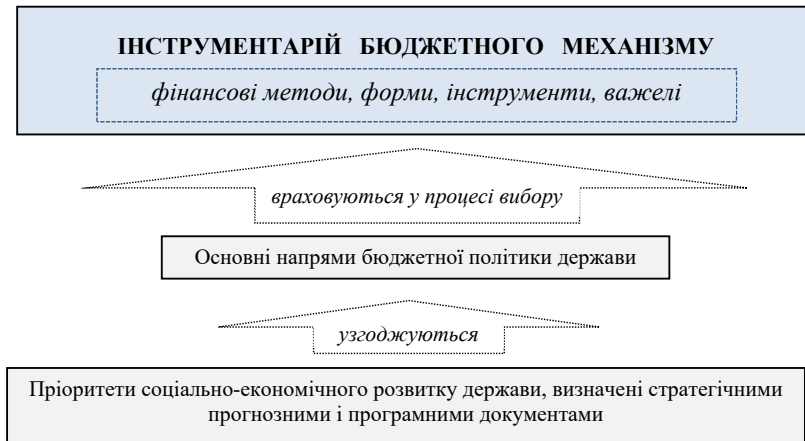 ІНСТРУМЕНТАРІЙ БЮДЖЕТНОГО МЕХАНІЗМУ
фінансові методи, форми, інструменти, важелі
враховуються у процесі вибору
Основні напрями бюджетної політики держави
узгоджуються
Пріоритети соціально-економічного розвитку держави, визначені стратегічними
прогнозними і програмними документами